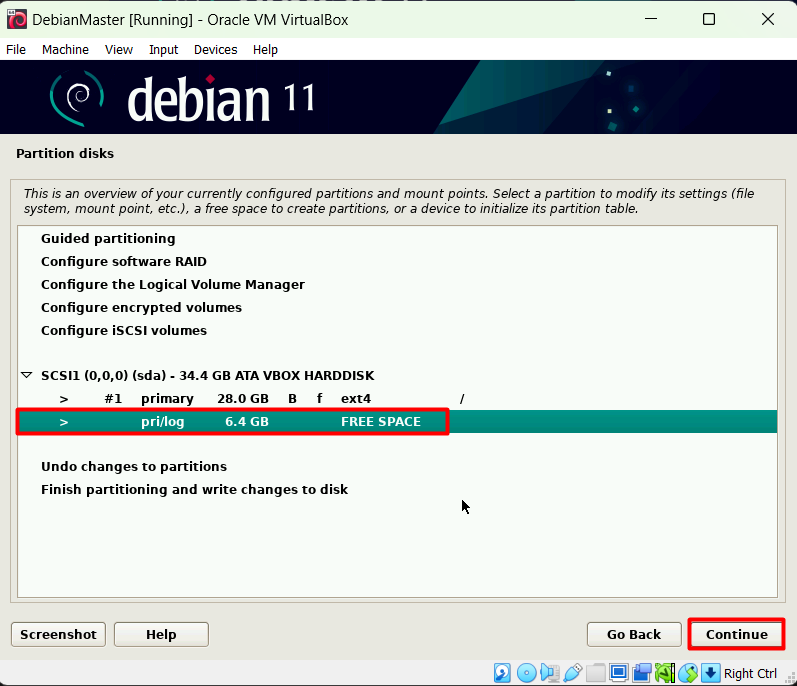 DebianMaster [Running] - Oracle VM VirtualBox
File Machine View Input Devices Help
debian 11
Partition disks
This is an overview of your currently configured partitions and mount points. Select a partition to modify its settings (file
system, mount point, etc.), a free space to create partitions, or a device to initialize its partition table.
Guided partitioning
Configure software RAID
Configure the Logical Volume Manager
Configure encrypted volumes
Configure iSCSI volumes
SCSI1 (0,0,0) (sda) - 34.4 GB ATA VBOX HARDDISK
> #1 primary 28.0 GB B f ext4 /
> pri/log 6.4 GB FREE SPACE
Undo changes to partitions
Finish partitioning and write changes to disk
Screenshot Help Go Back Continue
Right Ctrl